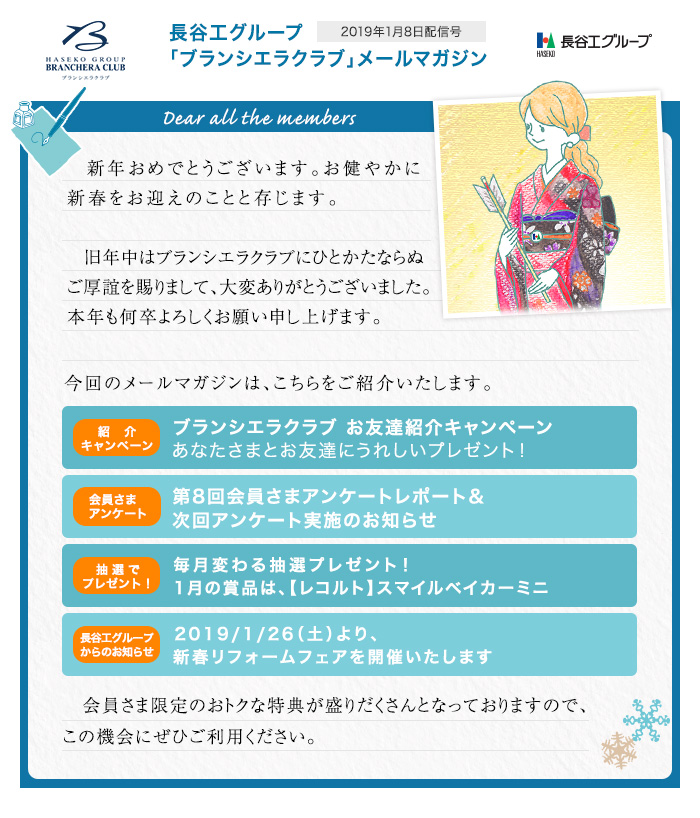 HASEKO GROUP
BRANCHERA CLUB
ブランシエラクラブ
長谷工グループ
2019年1月8日配信号
「ブランシエラクラブ」メールマガジン
HASEKO
長谷工グループ
Dear all the members
新年おめでとうございます。お健やかに
新春をお迎えのことと存じます。
旧年中はブランシエラクラブにひとかたならぬ
ご厚誼を賜りまして、大変ありがとうございました。
本年も何卒よろしくお願い申し上げます。
今回のメールマガジンは、こちらをご紹介いたします。
紹 介
キャンペーン
ブランシエラクラブ お友達紹介キャンペーン
あなたさまとお友達にうれしいプレゼント！
会員さま
アンケート
第8回会員さまアンケートレポート＆
次回アンケート実施のお知らせ
抽選で
プレゼント！
毎月変わる抽選プレゼント！
1月の賞品は、【レコルト】スマイルベイカーミニ
長谷工グループ
からのお知らせ
2019/1/26（土）より、
新春リフォームフェアを開催いたします
会員さま限定のおトクな特典が盛りだくさんとなっておりますので、
この機会にぜひご利用ください。